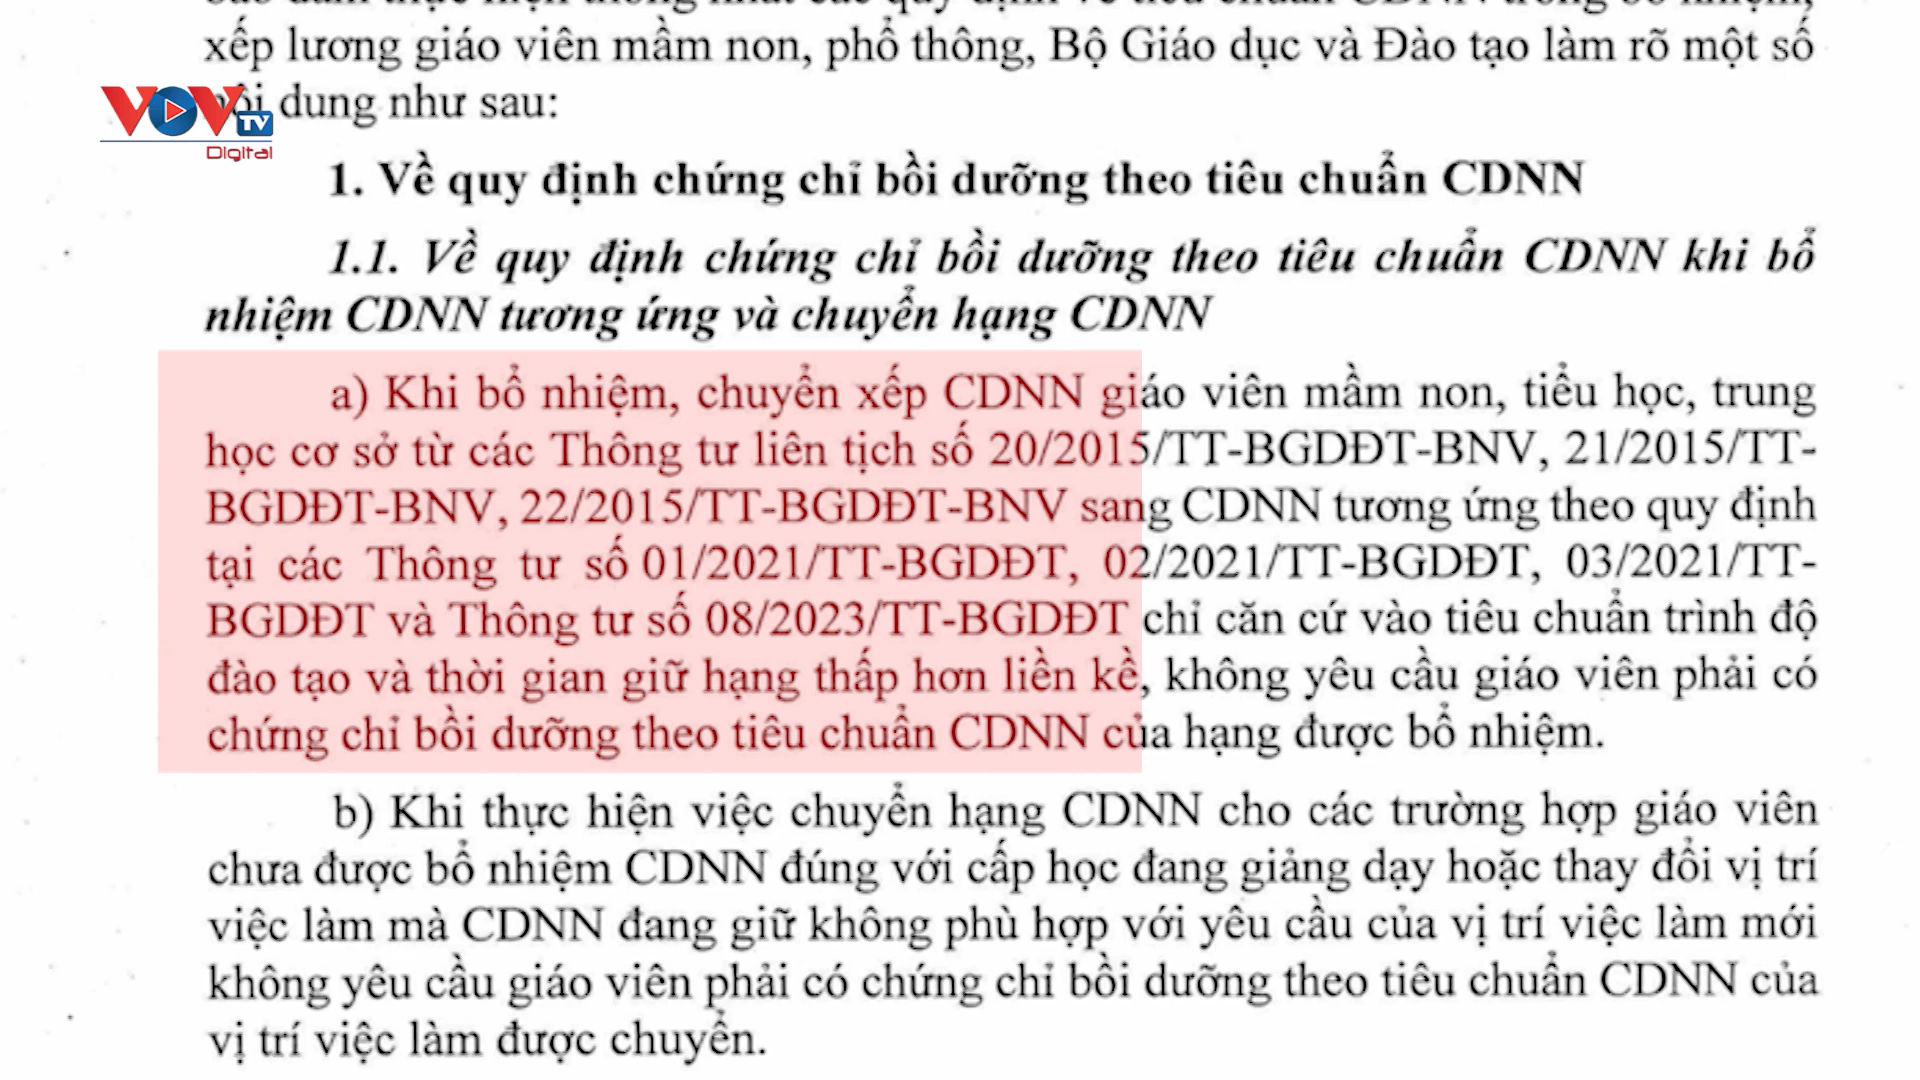 xếp lương giáo viên mầm non, phổ thông, Bộ Giáo dục và Đào tạo làm rõ một số
dung như sau:
VOV TV
Digital
1. Về quy định chứng chỉ bồi dưỡng theo tiêu chuẩn CDNN
1.1. Về quy định chứng chỉ bồi dưỡng theo tiêu chuẩn CDNN khi bổ
nhiệm CDNN tương ứng và chuyển hạng CDNN
a) Khi bổ nhiệm, chuyển xếp CDNN giáo viên mầm non, tiểu học, trung
học cơ sở từ các Thông tư liên tịch số 20/2015/TT-BGDĐT-BNV, 21/2015/TT-
BGDĐT-BNV, 22/2015/TT-BGDĐT-BNV sang CDNN tương ứng theo quy định
tại các Thông tư số 01/2021/TT-BGDĐT, 02/2021/TT-BGDĐT, 03/2021/TT-
BGDĐT và Thông tư số 08/2023/TT-BGDĐT chỉ căn cứ vào tiêu chuẩn trình độ
đào tạo và thời gian giữ hạng thấp hơn liền kề, không yêu cầu giáo viên phải có
chứng chỉ bồi dưỡng theo tiêu chuẩn CDNN của hạng được bổ nhiệm.
b) Khi thực hiện việc chuyển hạng CDNN cho các trường hợp giáo viên
chưa được bổ nhiệm CDNN đúng với cấp học đang giảng dạy hoặc thay đổi vị trí
việc làm mà CDNN đang giữ không phù hợp với yêu cầu của vị trí việc làm mới
không yêu cầu giáo viên phải có chứng chỉ bồi dưỡng theo tiêu chuẩn CDNN của
vị trí việc làm được chuyển.